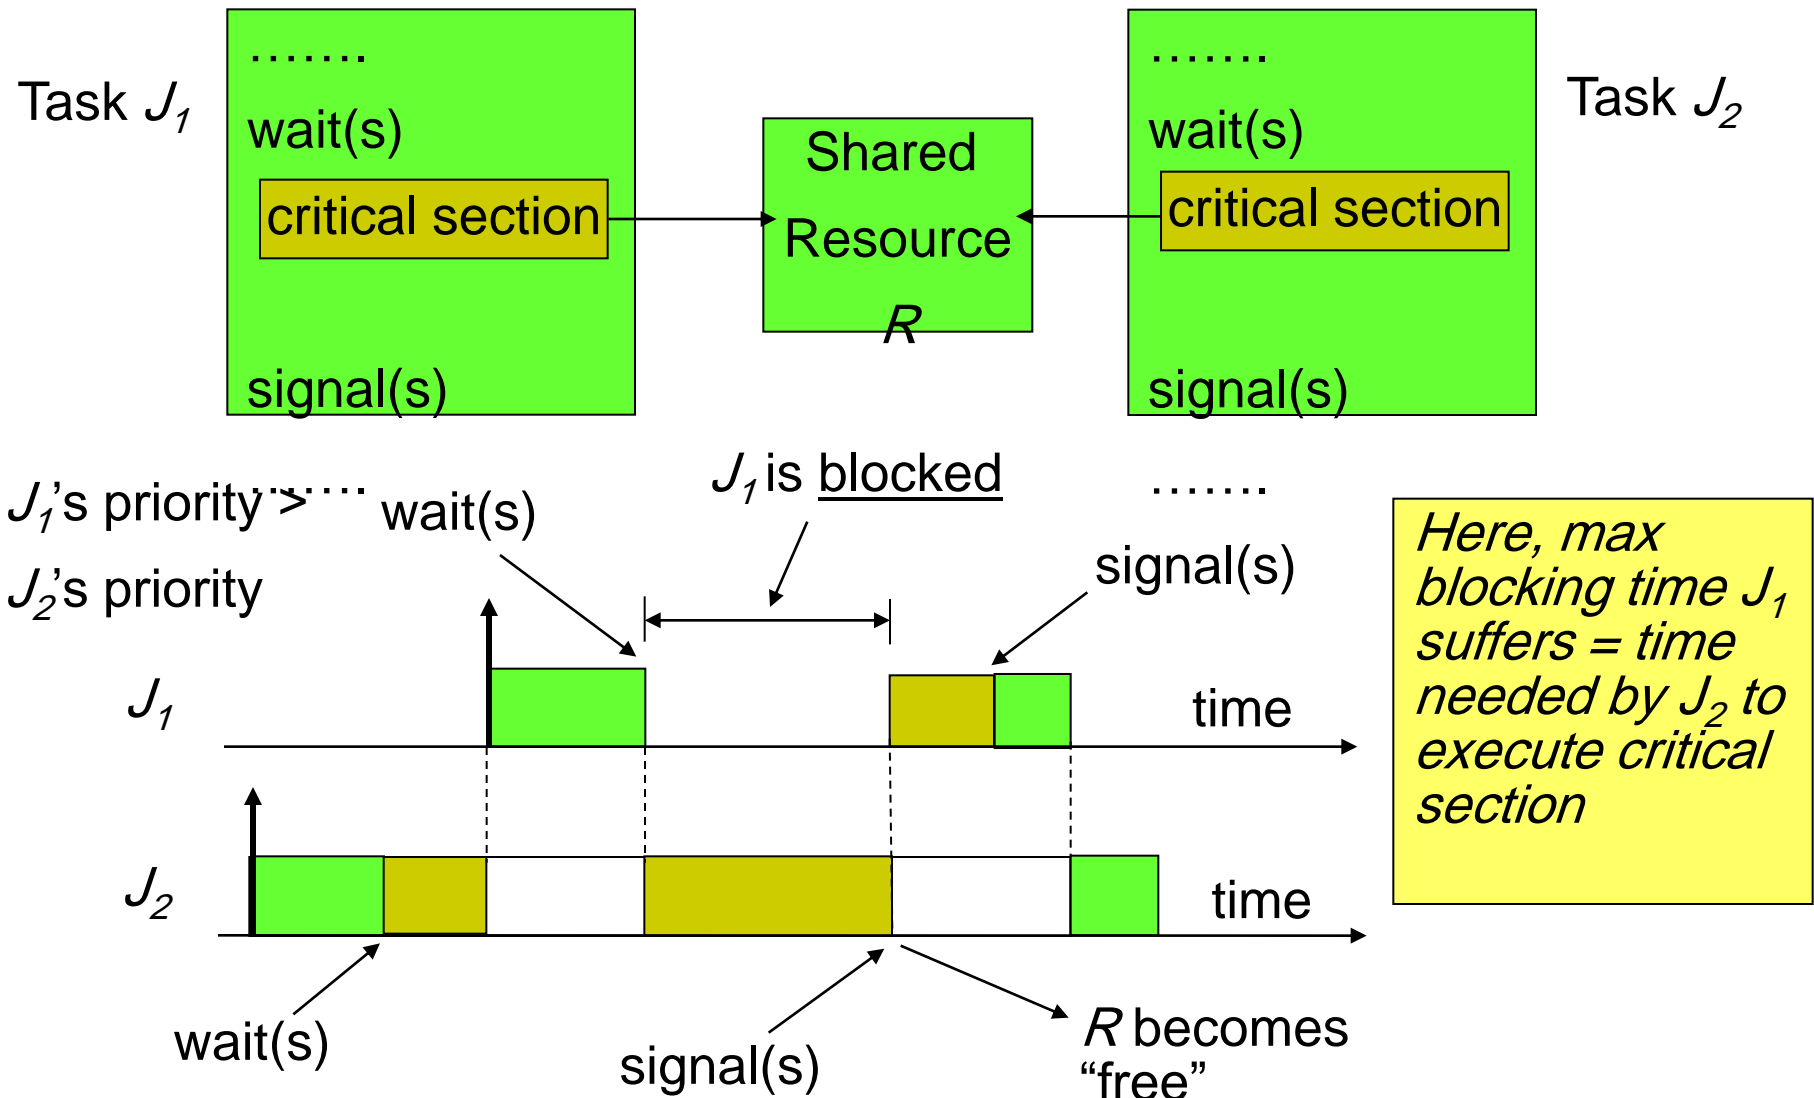 Task J1
…….
wait(s)
critical section
signal(s)
…….
Shared
Resource
R
Task J2
…….
wait(s)
critical section
signal(s)
…….
J1’s priority >
J2’s priority
wait(s)
J1 is blocked
signal(s)
J1
time
J2
time
wait(s)
signal(s)
R becomes
“free”
Here, max
blocking time J1
suffers = time
needed by J2 to
execute critical
section